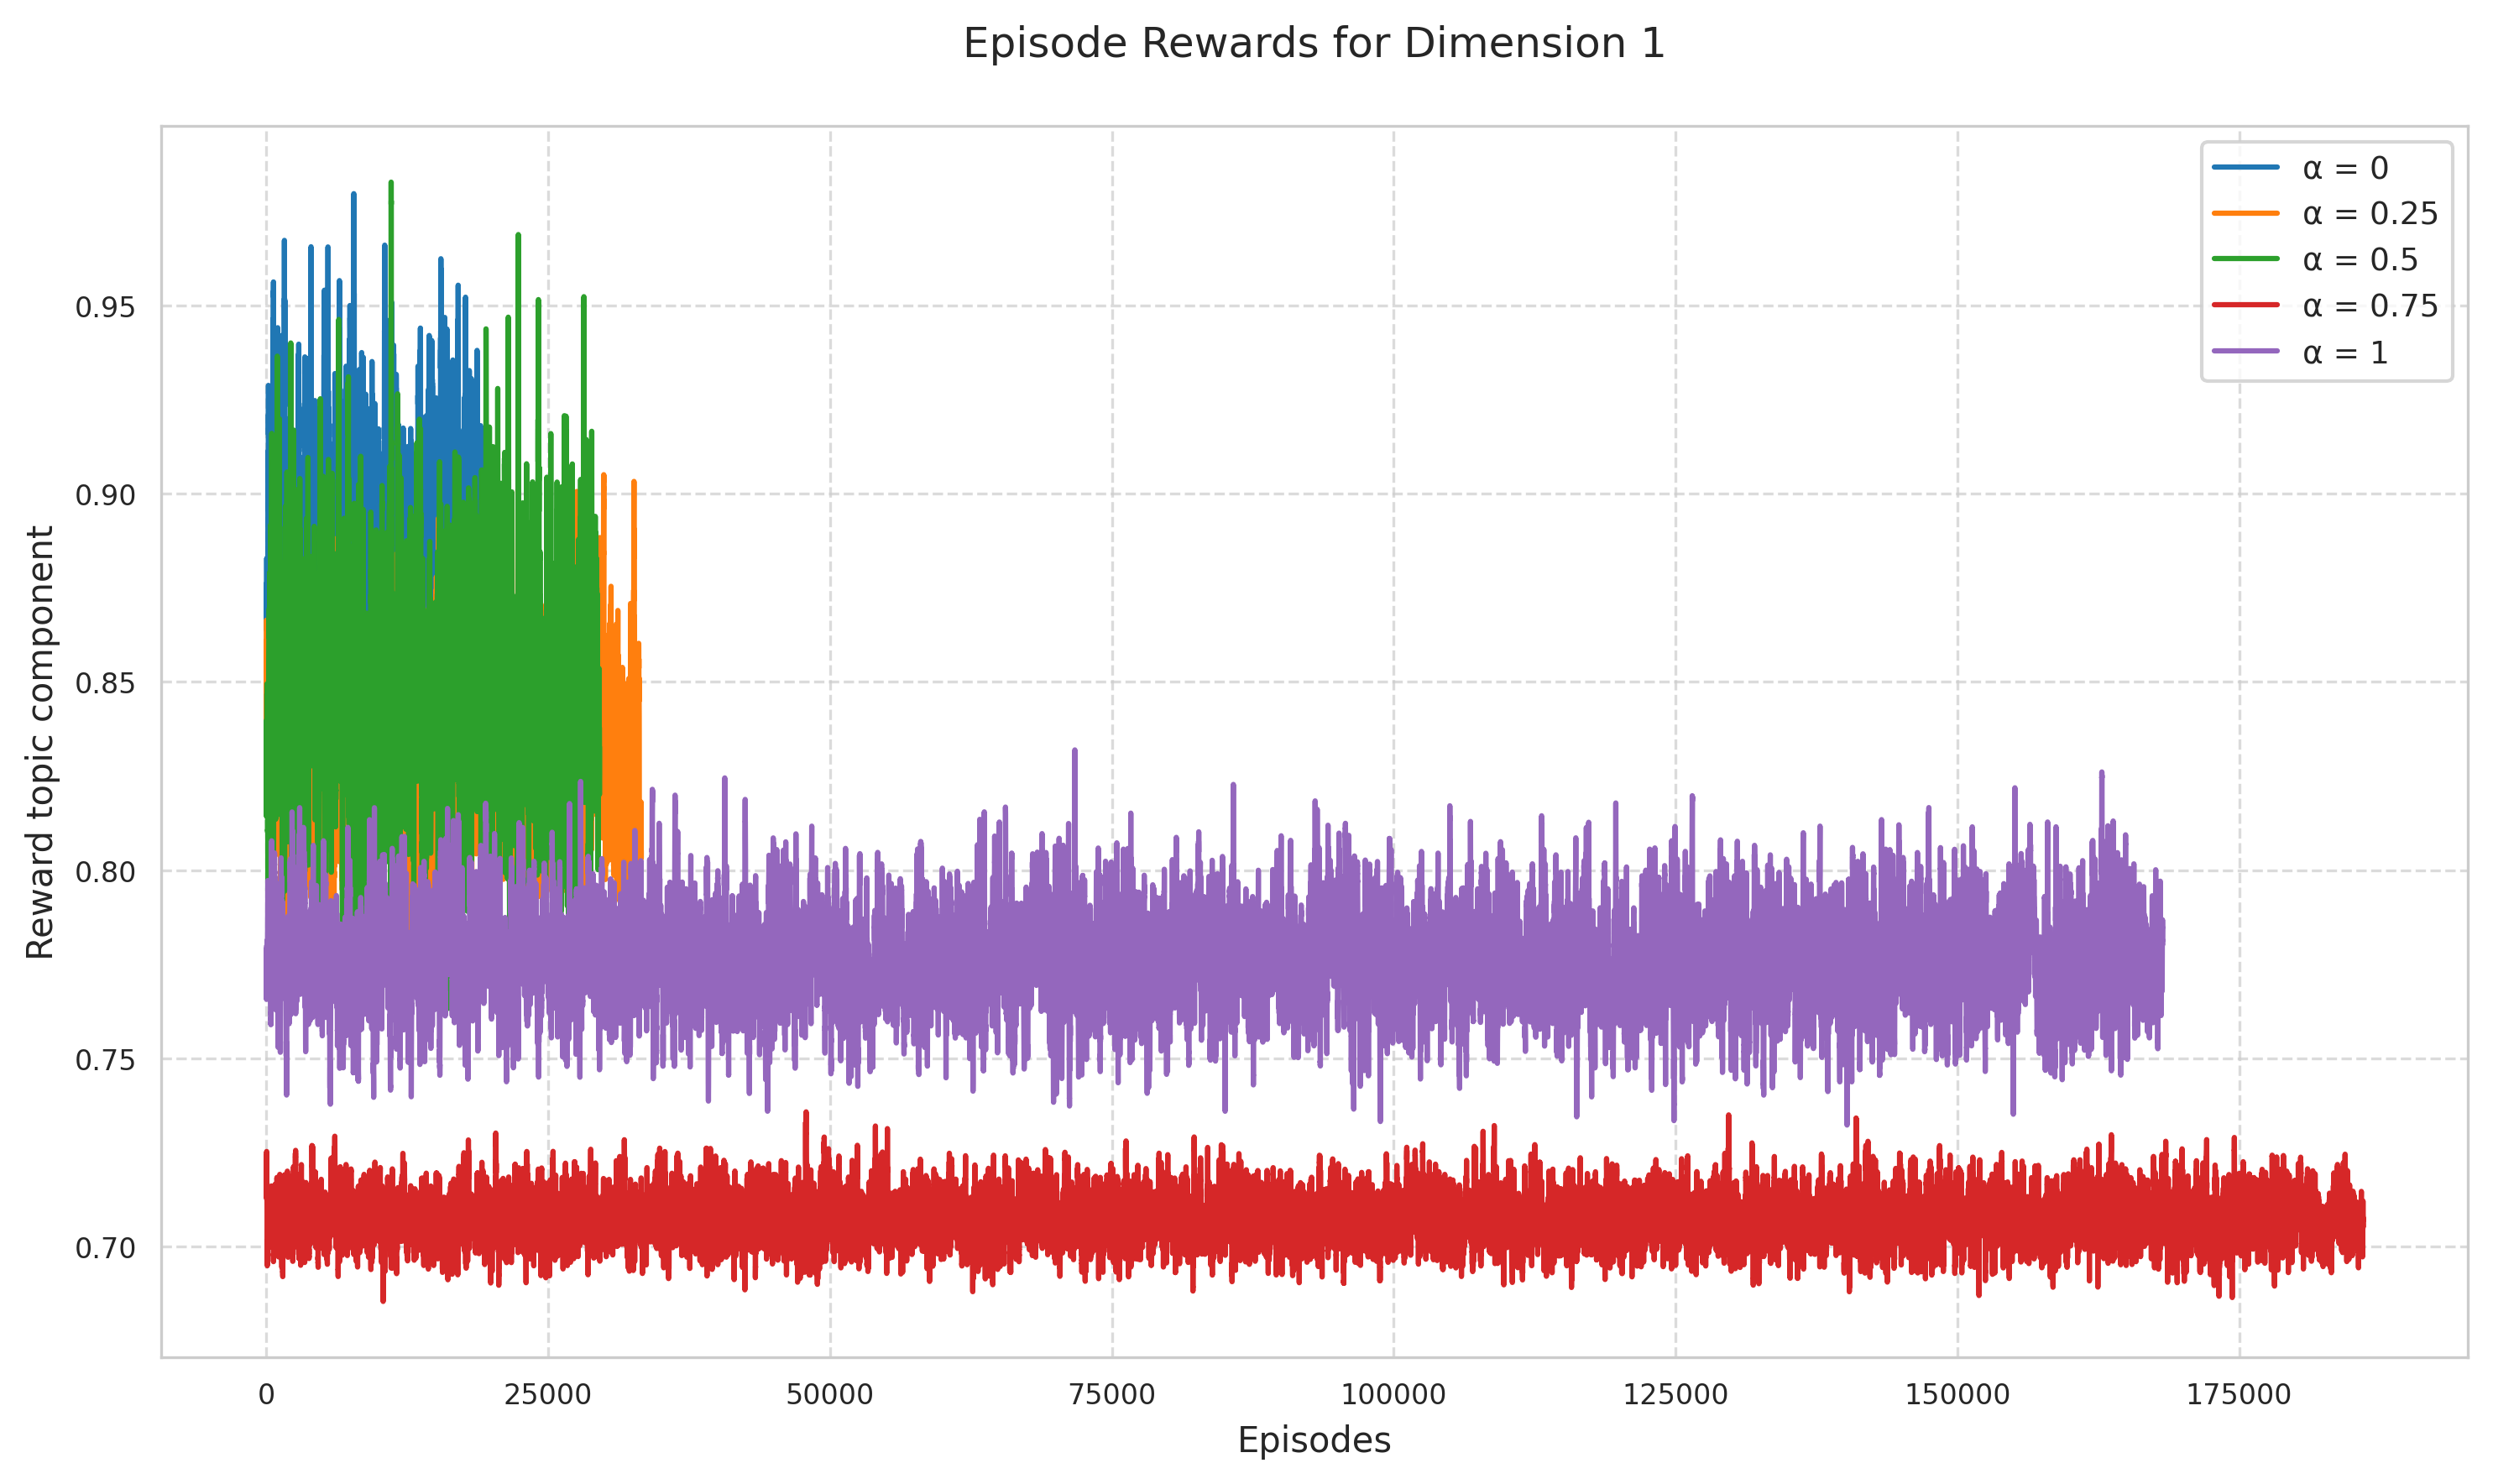 Episode Rewards for Dimension 1
α = 0
α = 0.25
α = 0.5
α = 0.75
α = 1
Reward topic component
0.95
0.90
0.85
0.80
0.75
0.70
0 25000 50000 75000 100000 125000 150000 175000
Episodes